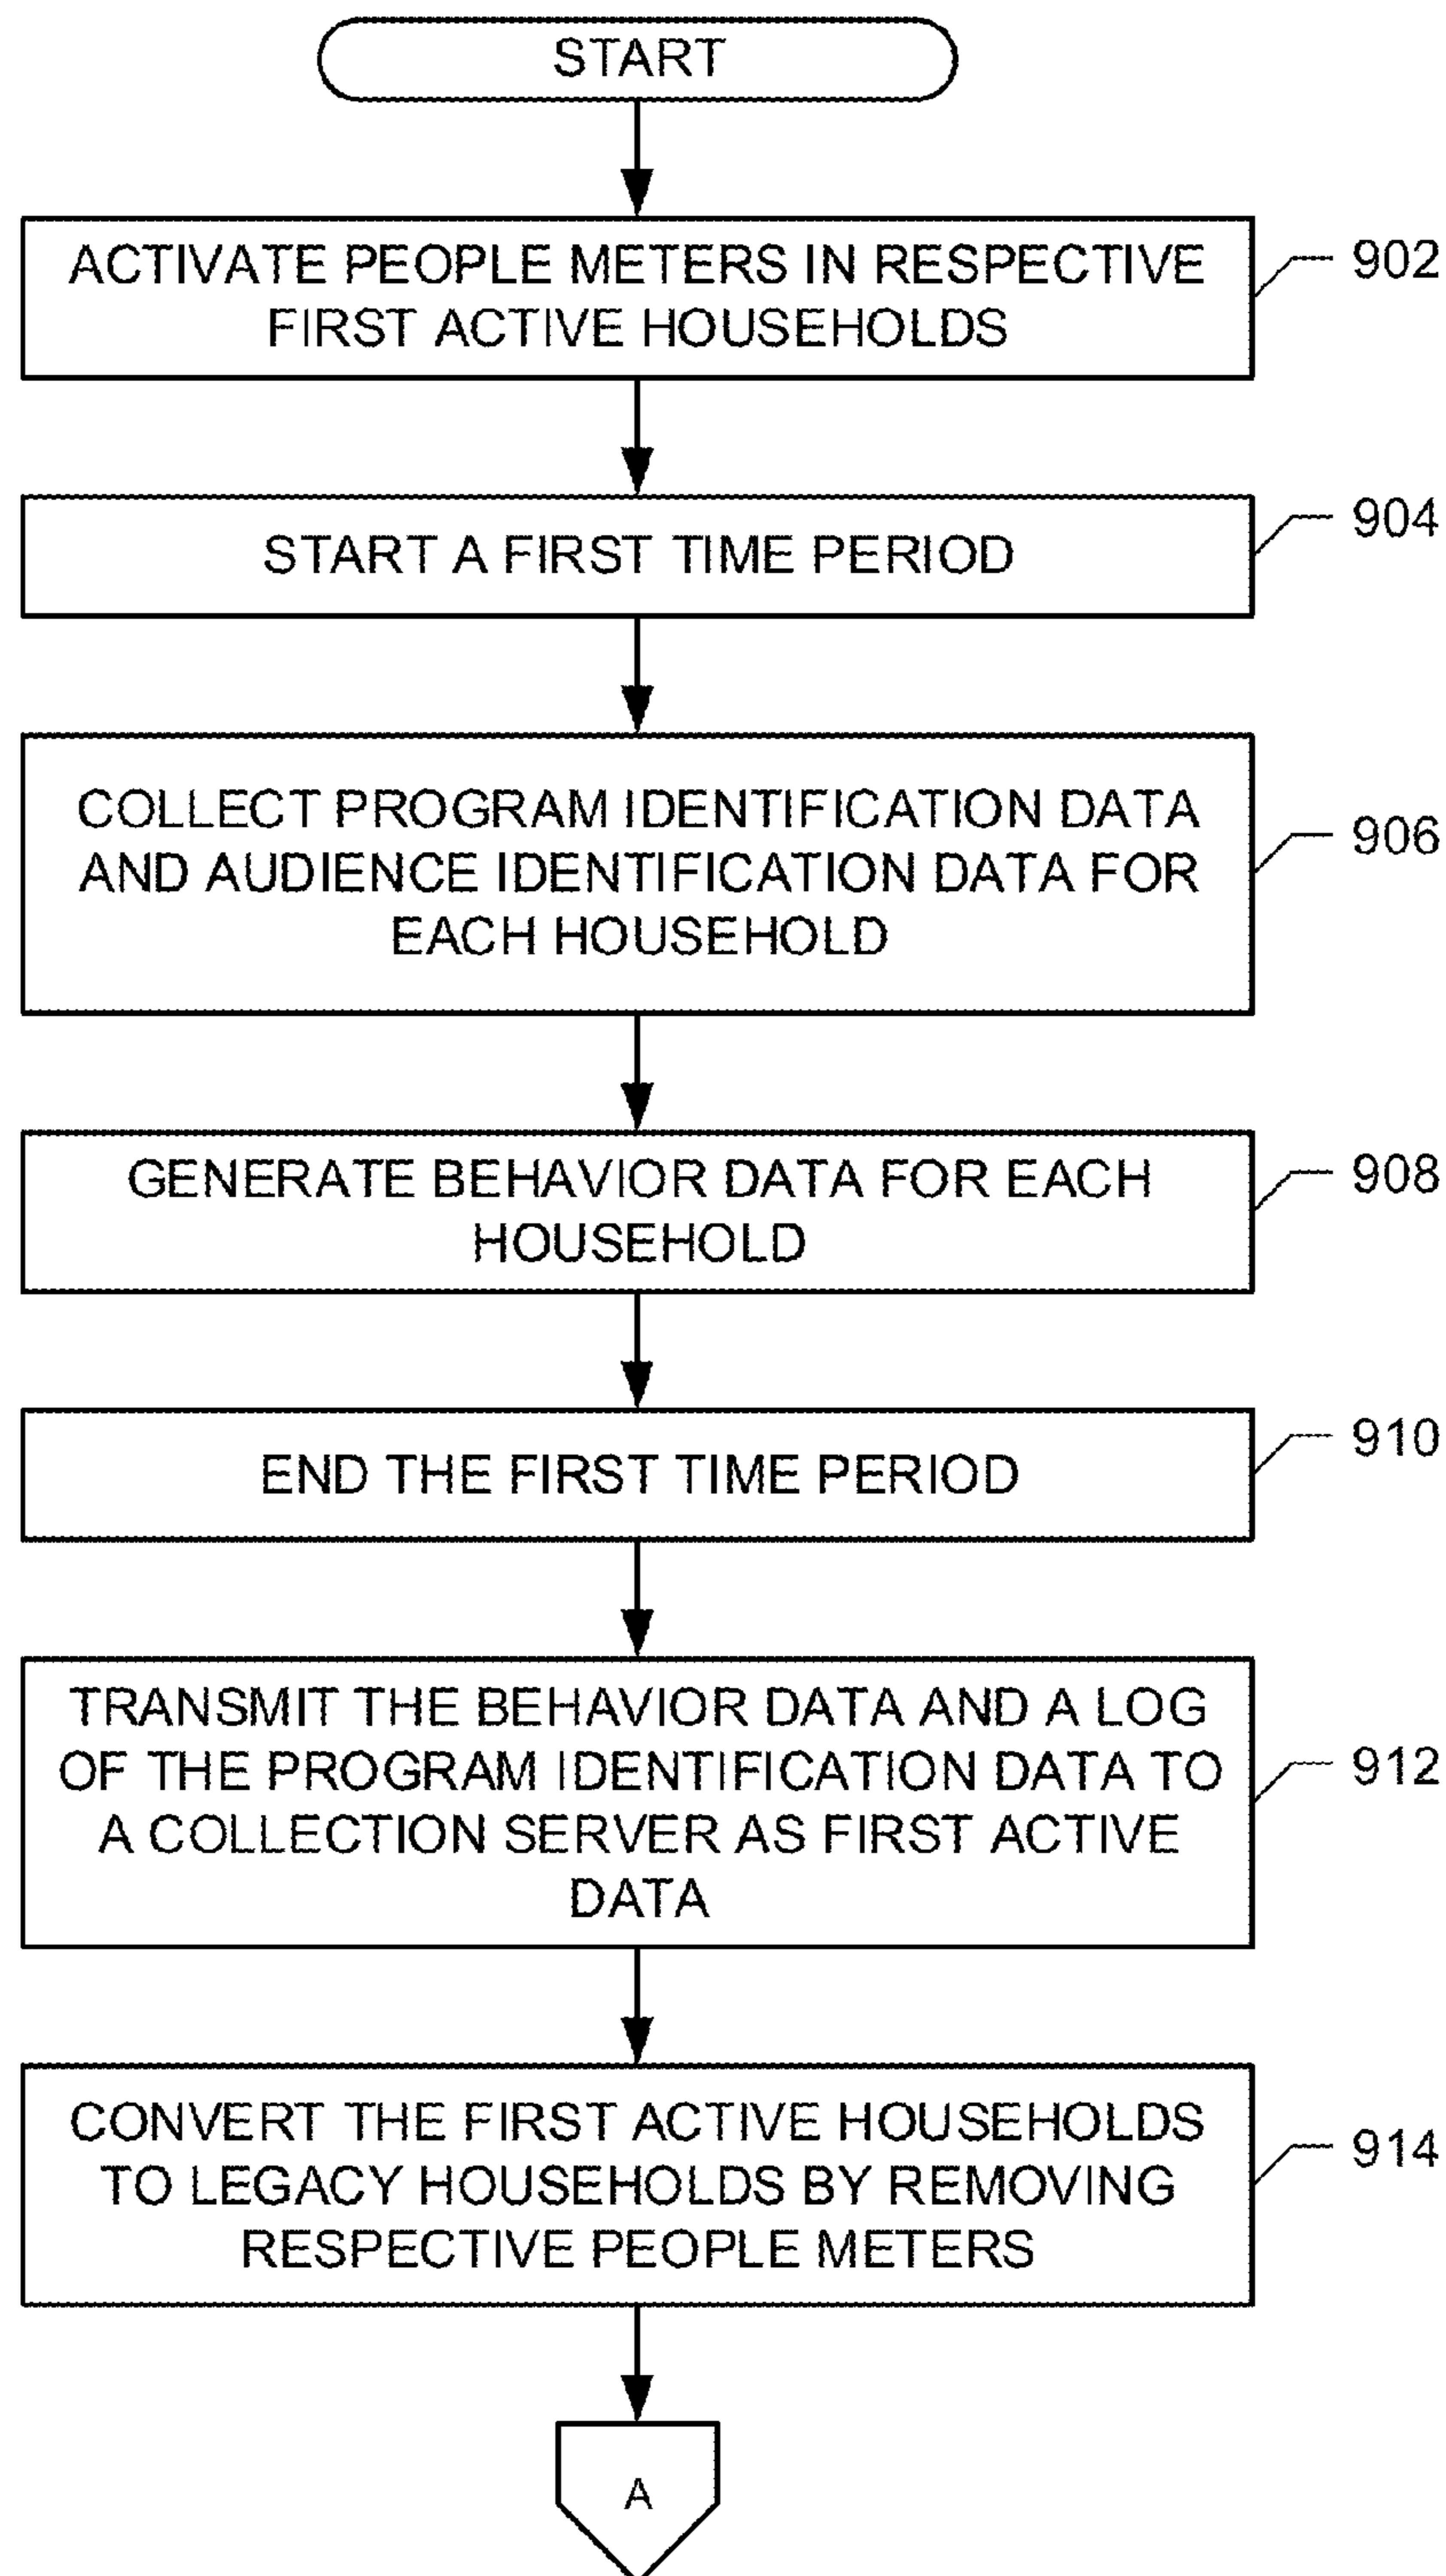 START
ACTIVATE PEOPLE METERS IN RESPECTIVE
FIRST ACTIVE HOUSEHOLDS
902
START A FIRST TIME PERIOD
904
COLLECT PROGRAM IDENTIFICATION DATA
AND AUDIENCE IDENTIFICATION DATA FOR
EACH HOUSEHOLD
906
GENERATE BEHAVIOR DATA FOR EACH
HOUSEHOLD
908
END THE FIRST TIME PERIOD
910
TRANSMIT THE BEHAVIOR DATA AND A LOG
OF THE PROGRAM IDENTIFICATION DATA TO
A COLLECTION SERVER AS FIRST ACTIVE
DATA
912
CONVERT THE FIRST ACTIVE HOUSEHOLDS
TO LEGACY HOUSEHOLDS BY REMOVING
RESPECTIVE PEOPLE METERS
914
A